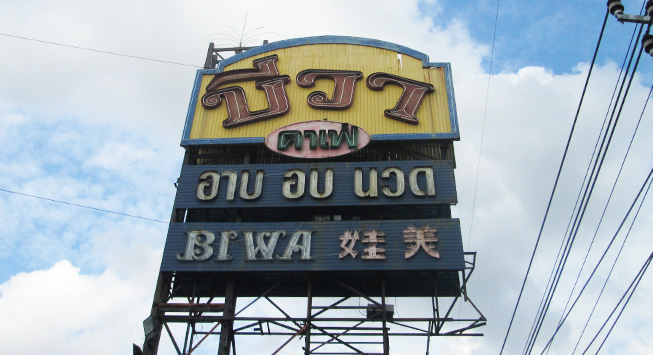 บีวา
คาเฟ่
อาบ อบ นวด
BIWA 娃美